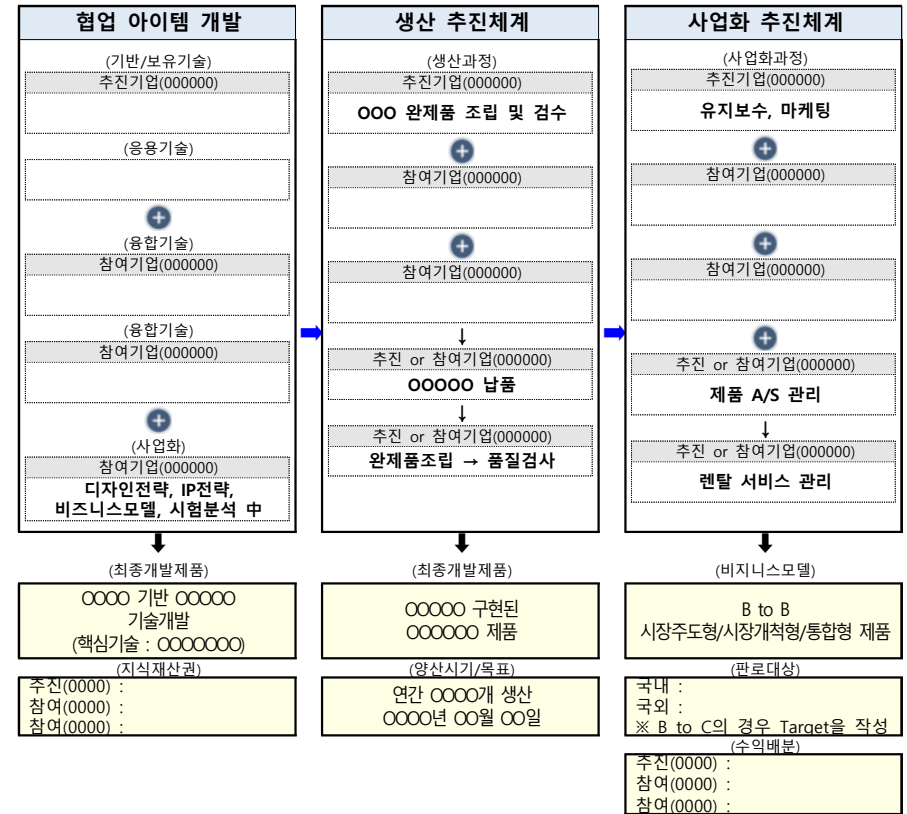 협업 아이템 개발
(기반/보유기술)
추진기업(000000)
(응용기술)
(융합기술)
참여기업(000000)
(융합기술)
참여기업(000000)
(사업화)
참여기업(000000)
디자인전략, IP전략,
비즈니스모델, 시험분석 中
(최종개발제품)
OOOO 기반 OOOOO
기술개발
(핵심기술 : OOOOOOO)
(지식재산권)
추진(0000) :
참여(0000) :
참여(0000) :
생산 추진체계
(생산과정)
추진기업(000000)
OOO 완제품 조립 및 검수
참여기업(000000)
참여기업(000000)
↓
추진 or 참여기업(000000)
OOOOO 납품
↓
추진 or 참여기업(000000)
완제품조립 → 품질검사
(최종개발제품)
OOOOO 구현된
OOOOOO 제품
(양산시기/목표)
연간 OOOO개 생산
OOOO년 OO월 OO일
사업화 추진체계
(사업화과정)
추진기업(000000)
유지보수, 마케팅
참여기업(000000)
참여기업(000000)
추진 or 참여기업(000000)
제품 A/S 관리
↓
추진 or 참여기업(000000)
렌탈 서비스 관리
(비지니스모델)
B to B
시장주도형/시장개척형/통합형 제품
(판로대상)
국내 :
국외 :
※ B to C의 경우 Target을 작성
(수익배분)
추진(0000) :
참여(0000) :
참여(0000) :